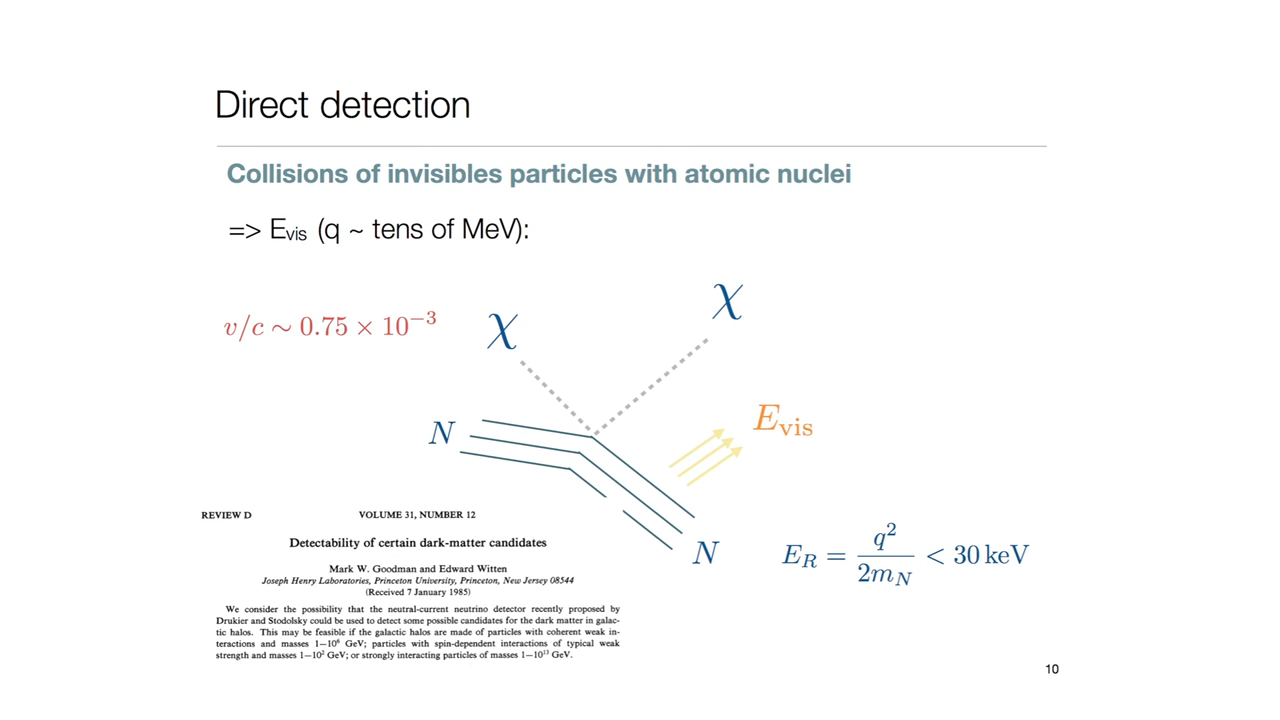 Direct detection
Collisions of invisibles particles with atomic nuclei
=> Evis (q ~ tens of MeV):
χ
v/c ∼ 0.75 × 10⁻³
χ
Evis
N
REVIEW D VOLUME 31, NUMBER 12
Detectability of certain dark-matter candidates
N
E_R = q²/2m_N < 30 keV
Mark W. Goodman and Edward Witten
Joseph Henry Laboratories, Princeton University, Princeton, New Jersey 08544
(Received 7 January 1985)
We consider the possibility that the neutral-current neutrino detector recently proposed by
Drukier and Stodolsky could be used to detect some possible candidates for the dark matter in galac-
tic halos. This may be feasible if the galactic halos are made of particles with coherent weak in-
teractions and masses 1—10⁶ GeV; particles with spin-dependent interactions of typical weak
strength and masses 1—10² GeV; or strongly interacting particles of masses 1—10¹³ GeV.
10